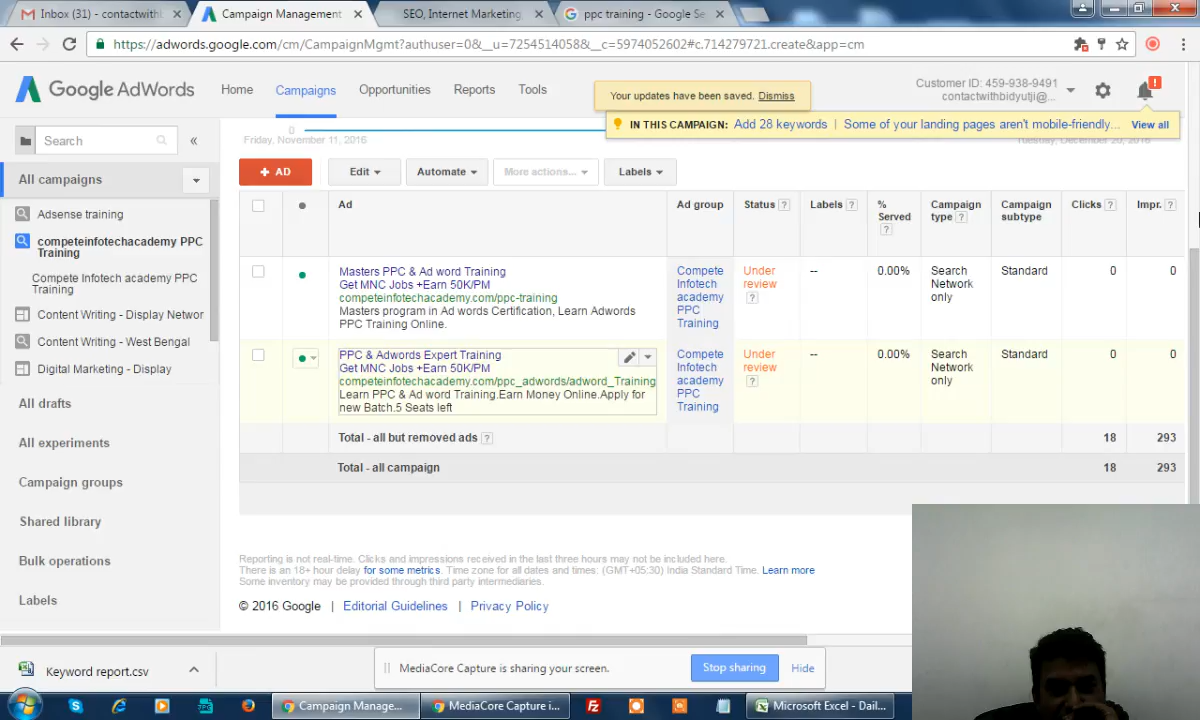 Inbox (31) - contactwith
Campaign Management
SEO, Internet Marketing,
ppc training - Google Se
https://adwords.google.com/cm/CampaignMgmt?authuser=0&__u=7254514058&__c=5974052602#c.714279721.create&app=cm
Google AdWords
Home
Campaigns
Opportunities
Reports
Tools
Your updates have been saved. Dismiss
Customer ID: 459-938-9491
contactwithbidyutji@...
IN THIS CAMPAIGN: Add 28 keywords | Some of your landing pages aren't mobile-friendly,... View all
Search
«
0
Friday, November 11, 2016
Tuesday, December 20, 2016
All campaigns
+ AD
Edit
Automate
More actions...
Labels
Ad
Ad group
Status ?
Labels ?
% Served ?
Campaign type ?
Campaign subtype
Clicks ?
Impr. ?
Adsense training
competeinfotechacademy PPC
Training
Compete Infotech academy PPC
Training
Content Writing - Display Networ
Content Writing - West Bengal
Digital Marketing - Display
All drafts
All experiments
Campaign groups
Shared library
Bulk operations
Labels
Masters PPC & Ad word Training
Get MNC Jobs +Earn 50K/PM
competeinfotechacademy.com/ppc-training
Masters program in Ad words Certification, Learn Adwords
PPC Training Online.
Compete
Infotech
academy
PPC
Training
Under
review
?
--
0.00%
Search
Network
only
Standard
0
0
PPC & Adwords Expert Training
Get MNC Jobs +Earn 50K/PM
competeinfotechacademy.com/ppc_adwords/adword_Training
Learn PPC & Ad word Training.Earn Money Online.Apply for
new Batch.5 Seats left
Compete
Infotech
academy
PPC
Training
Under
review
?
--
0.00%
Search
Network
only
Standard
0
0
Total - all but removed ads ?
18
293
Total - all campaign
18
293
Reporting is not real-time. Clicks and impressions received in the last three hours may not be included here.
There is an 18+ hour delay for some metrics. Time zone for all dates and times: (GMT+05:30) India Standard Time. Learn more
Some inventory may be provided through third party intermediaries.
© 2016 Google | Editorial Guidelines | Privacy Policy
Keyword report.csv
MediaCore Capture is sharing your screen.
Stop sharing
Hide
Campaign Manage...
MediaCore Capture i...
Microsoft Excel - Dail...